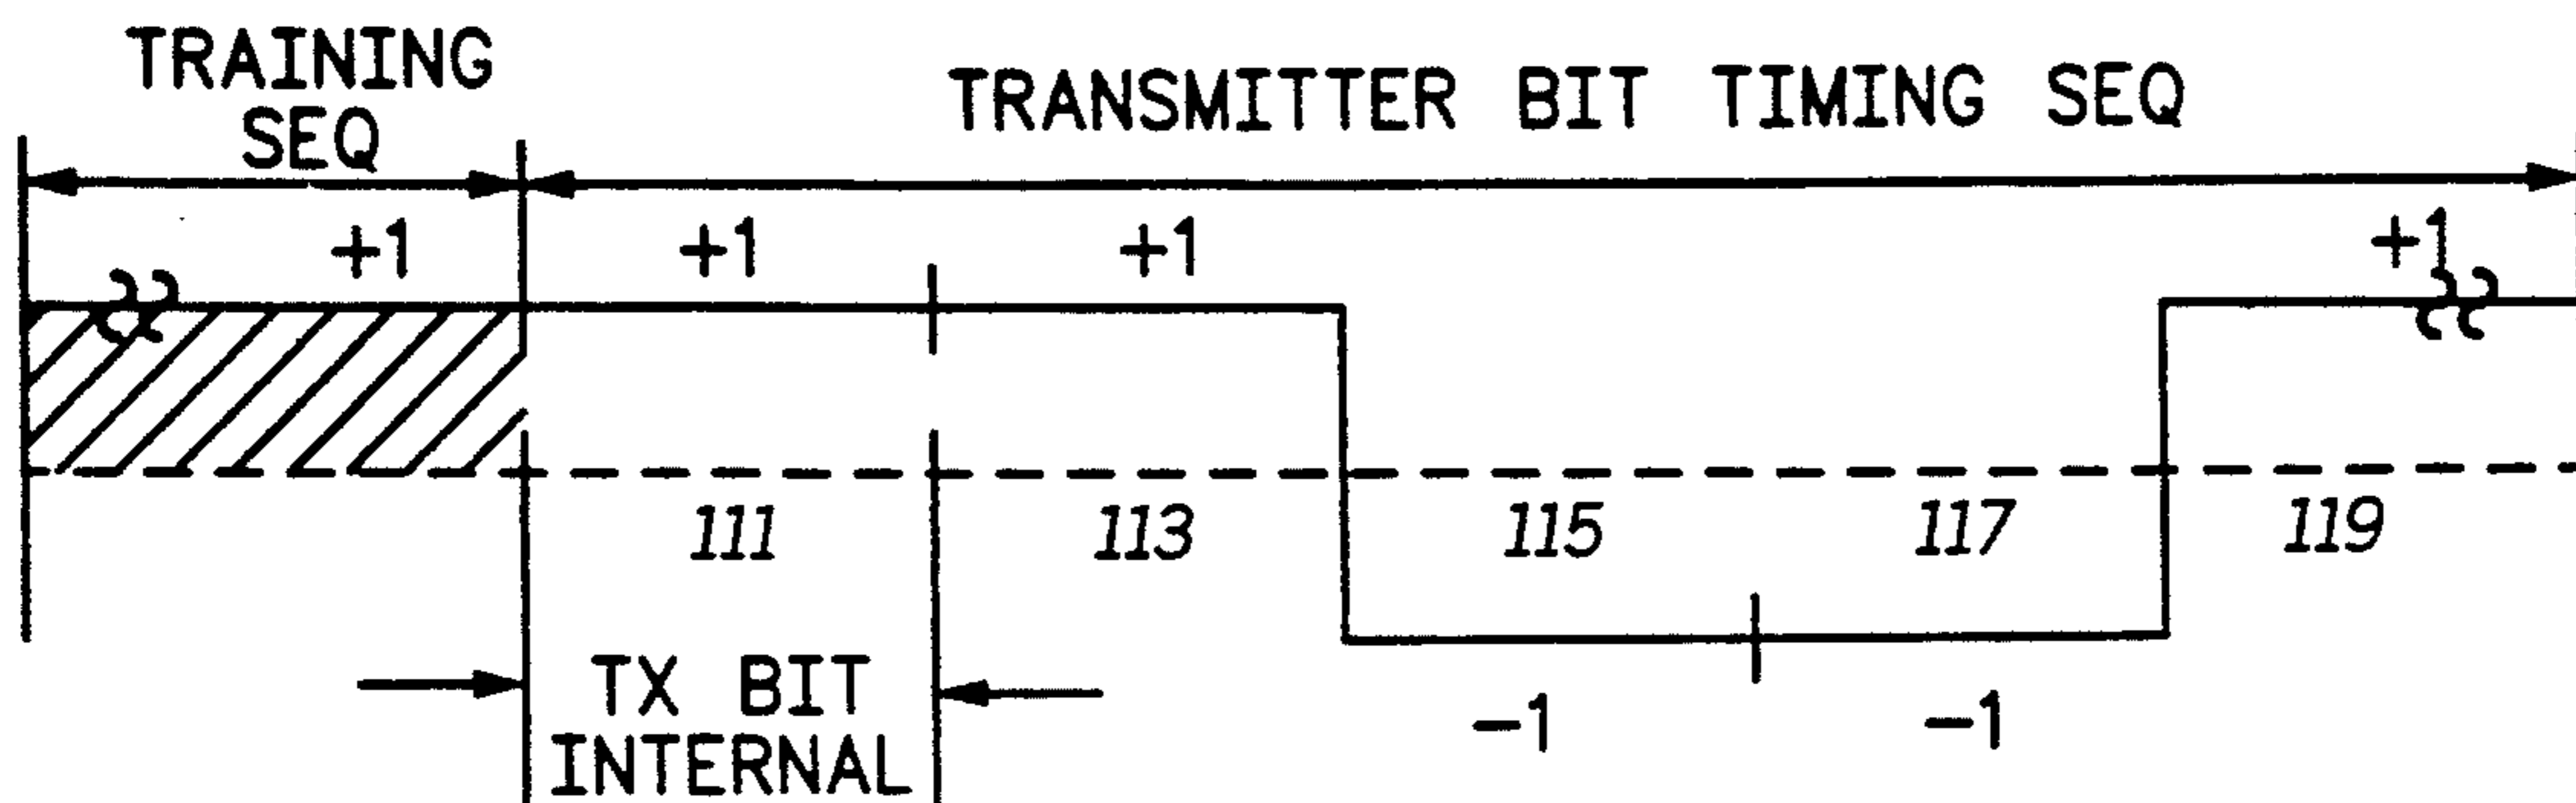 TRAINING
SEQ
TRANSMITTER BIT TIMING SEQ
+1 +1 +1 +1
111 113 115 117 119
TX BIT
INTERNAL
-1 -1